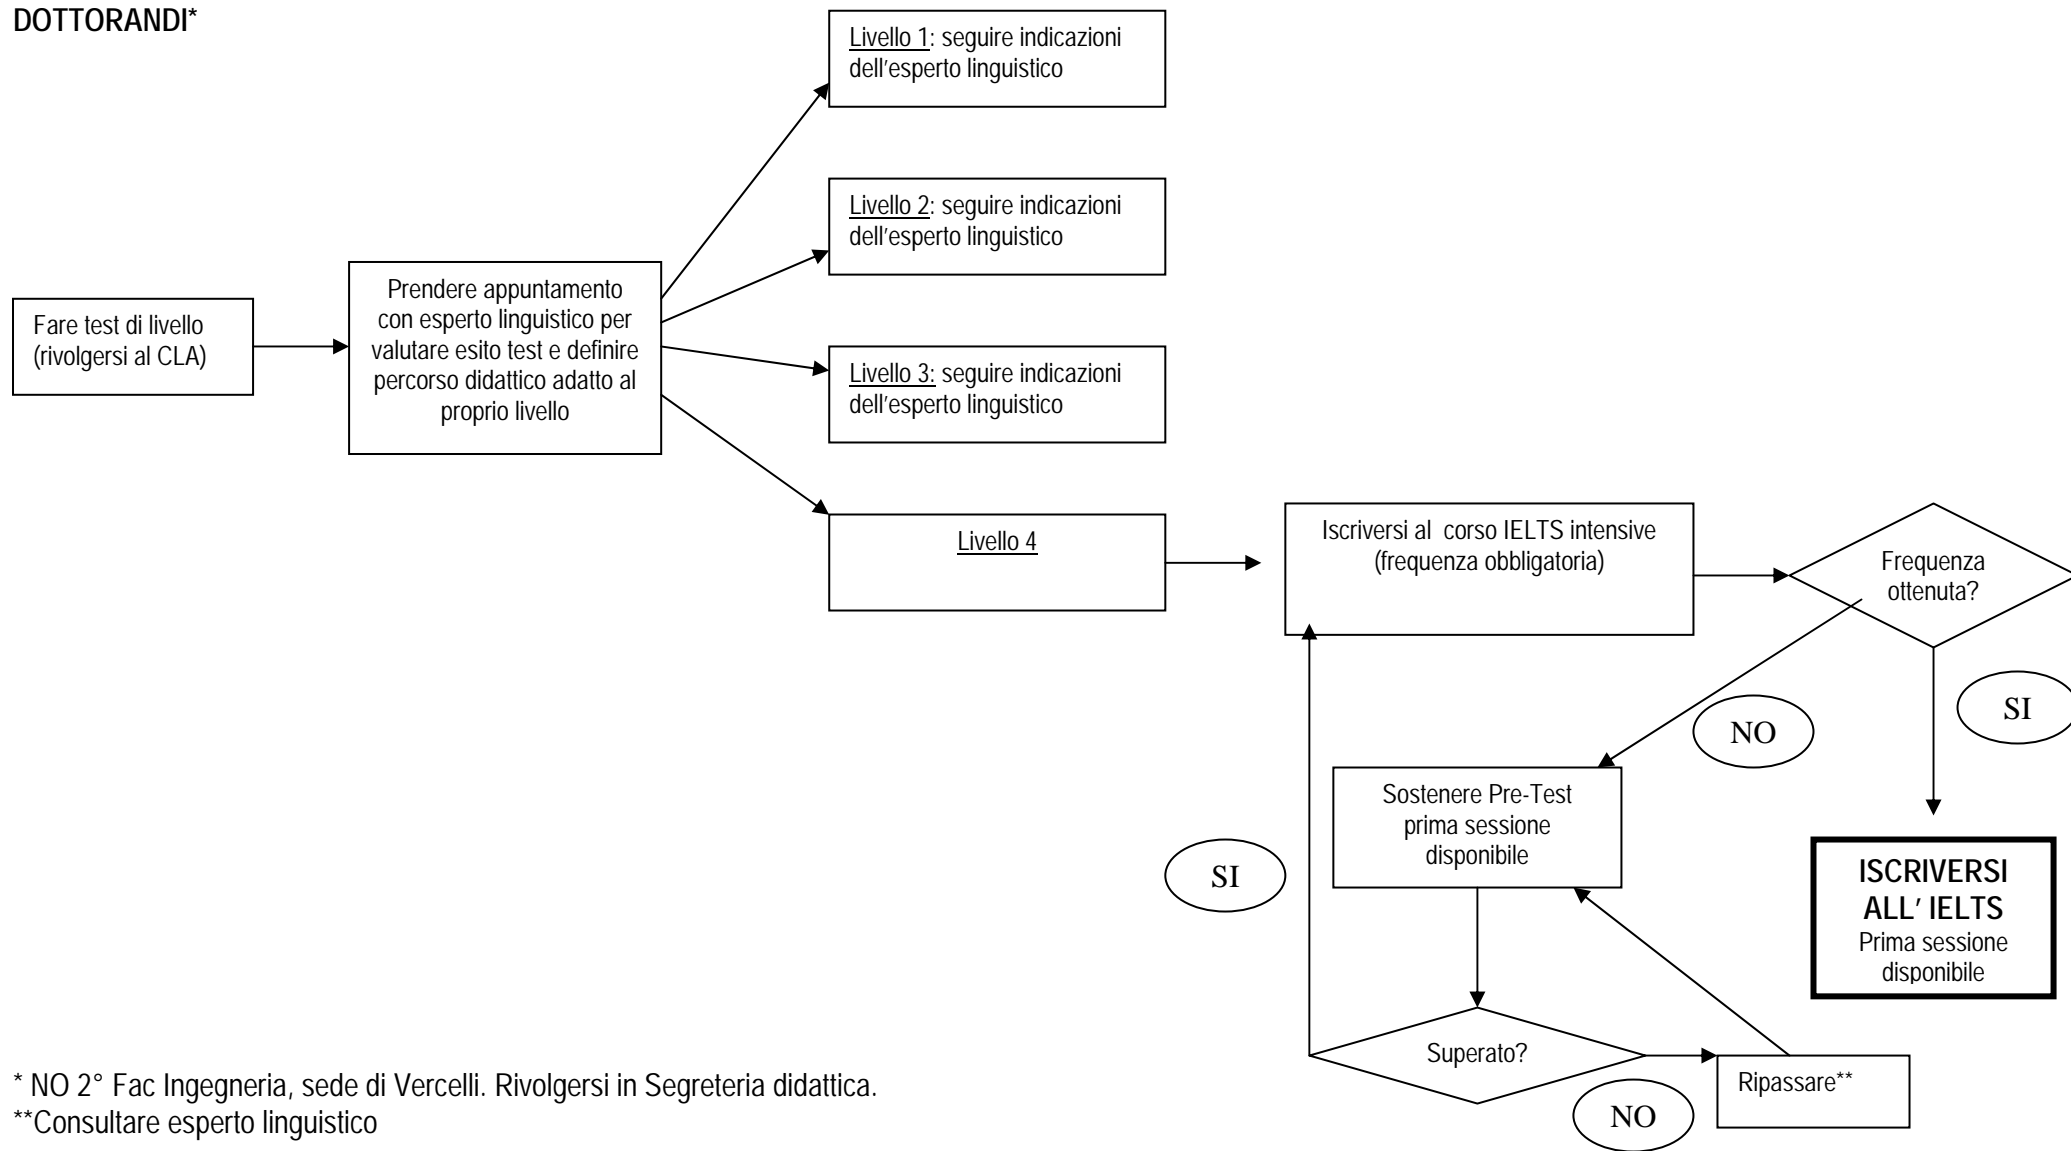 DOTTORANDI*
Livello 1: seguire indicazioni
dell'esperto linguistico
Livello 2: seguire indicazioni
dell'esperto linguistico
Fare test di livello
(rivolgersi al CLA)
Prendere appuntamento
con esperto linguistico per
valutare esito test e definire
percorso didattico adatto al
proprio livello
Livello 3: seguire indicazioni
dell'esperto linguistico
Livello 4
Iscriversi al  corso IELTS intensive
(frequenza obbligatoria)
Frequenza
ottenuta?
NO
SI
Sostenere Pre-Test
prima sessione
disponibile
SI
ISCRIVERSI
ALL' IELTS
Prima sessione
disponibile
Superato?
NO
Ripassare**
* NO 2° Fac Ingegneria, sede di Vercelli. Rivolgersi in Segreteria didattica.
**Consultare esperto linguistico